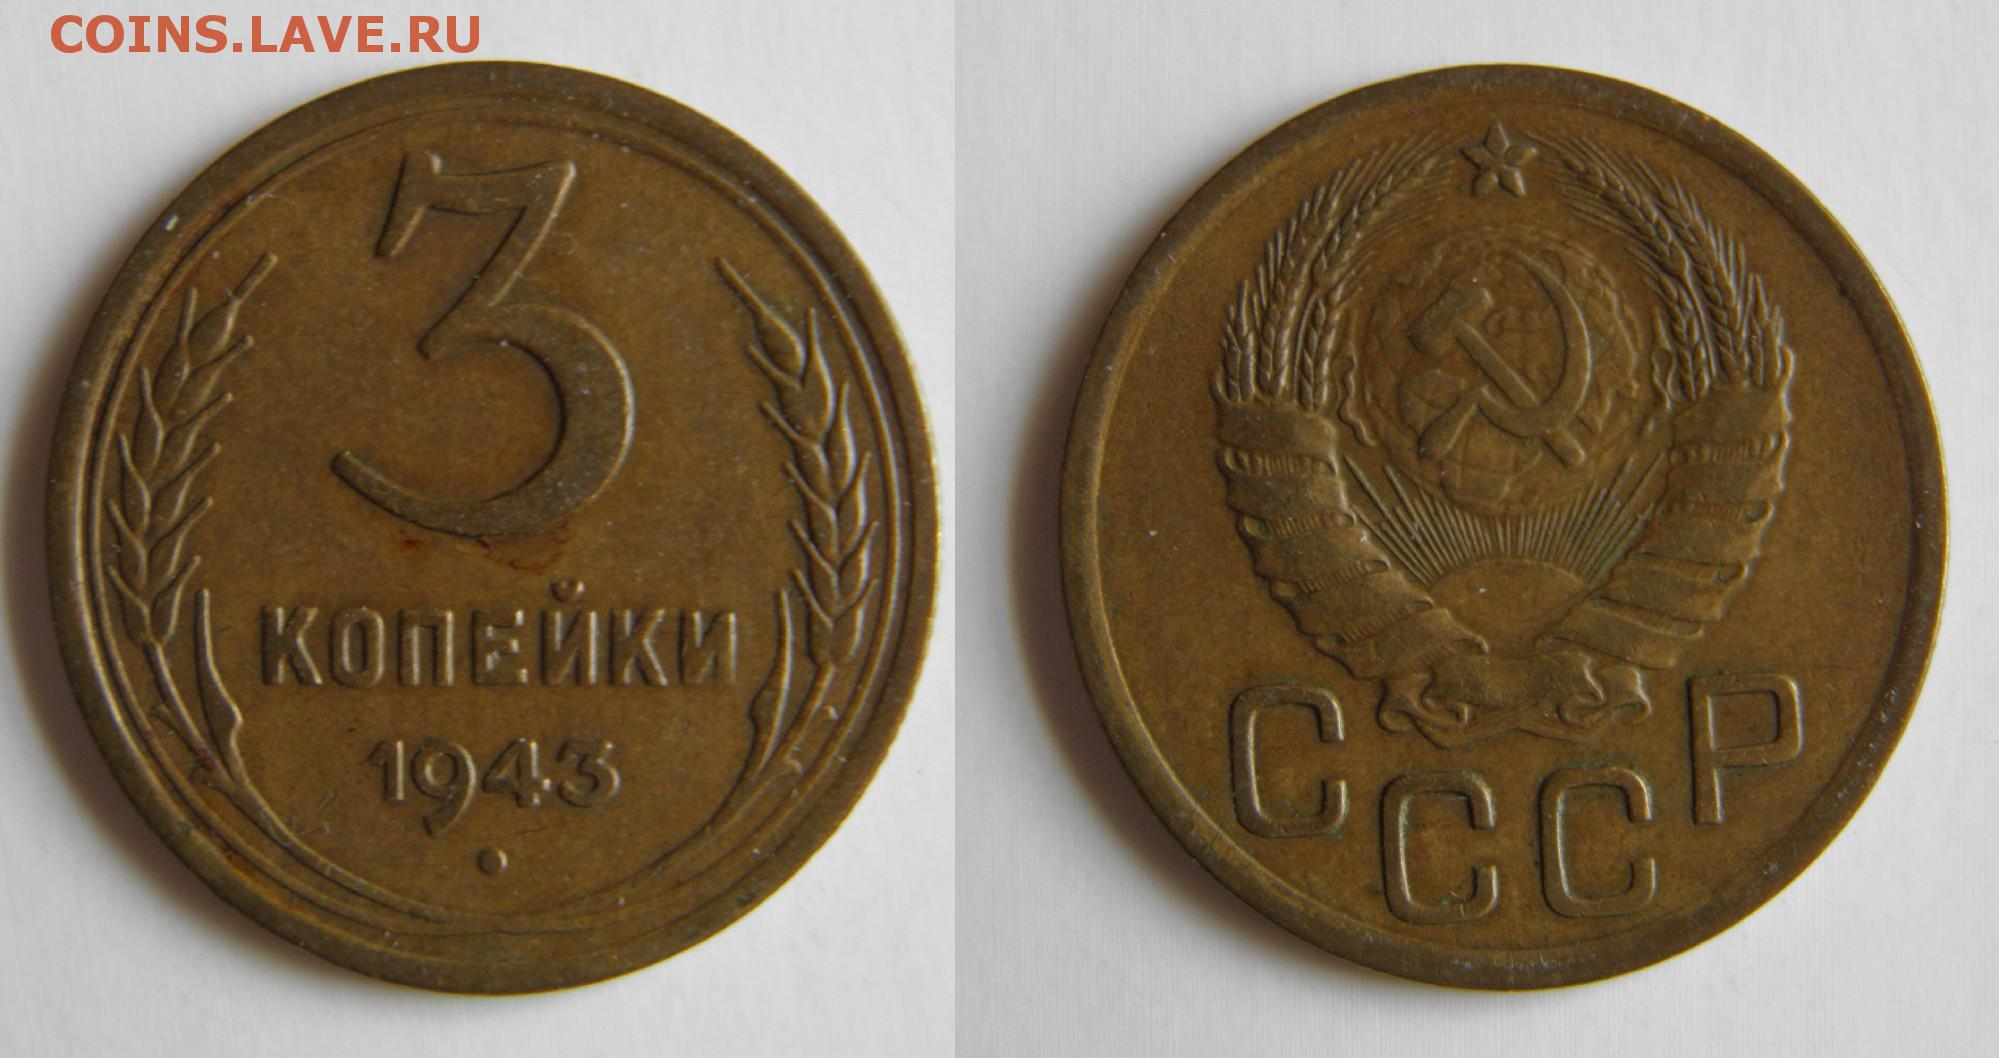 COINS.LAVE.RU
3
КОПЕЙКИ
1943
СССР